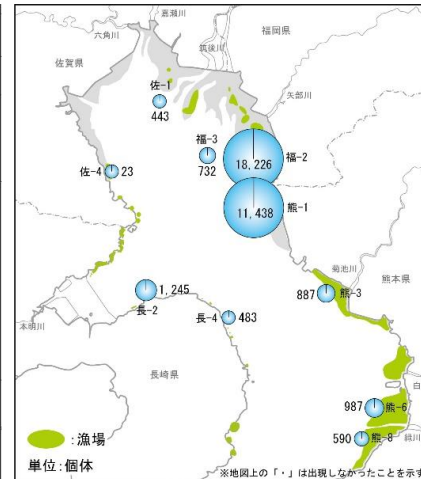 嘉瀬川
六角川
福岡県
筑後川
佐賀県
矢部川
佐-1
443
福-3
732
18,226
福-2
佐-4
23
11,438
熊-1
菊池川
熊本県
887
熊-3
1,245
長-2
長-4
483
本明川
長崎県
白
987
熊-6
590
熊-8
緑川
:漁場
単位:個体
※地図上の「・」は出現しなかったことを示す